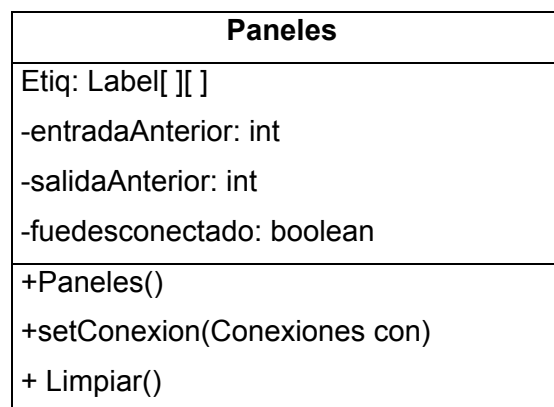 Paneles
Etiq: Label[ ][ ]
-entradaAnterior: int
-salidaAnterior: int
-fuedesconectado: boolean
+Paneles()
+setConexion(Conexiones con)
+ Limpiar()